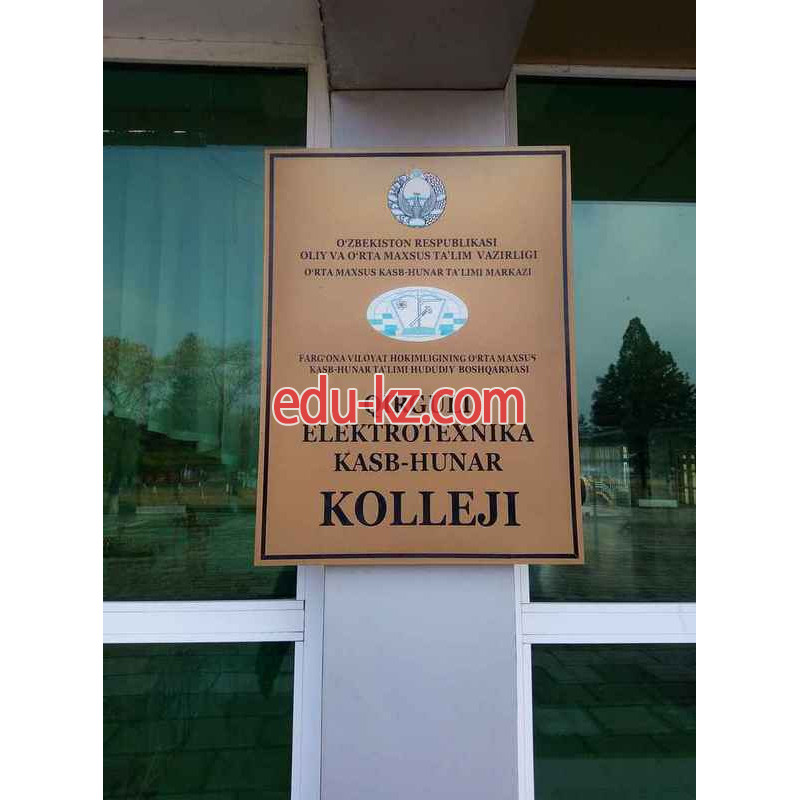 O‘ZBEKISTON RESPUBLIKASI
OLIY VA O‘RTA MAXSUS TA’LIM VAZIRLIGI
O‘RTA MAXSUS KASB-HUNAR TA’LIMI MARKAZI
FARG‘ONA VILOYAT HOKIMLIGINING O‘RTA MAXSUS
KASB-HUNAR TA’LIMI HUDUDIY BOSHQARMASI
edu-kz.com
ELEKTROTEXNIKA
KASB-HUNAR
KOLLEJI